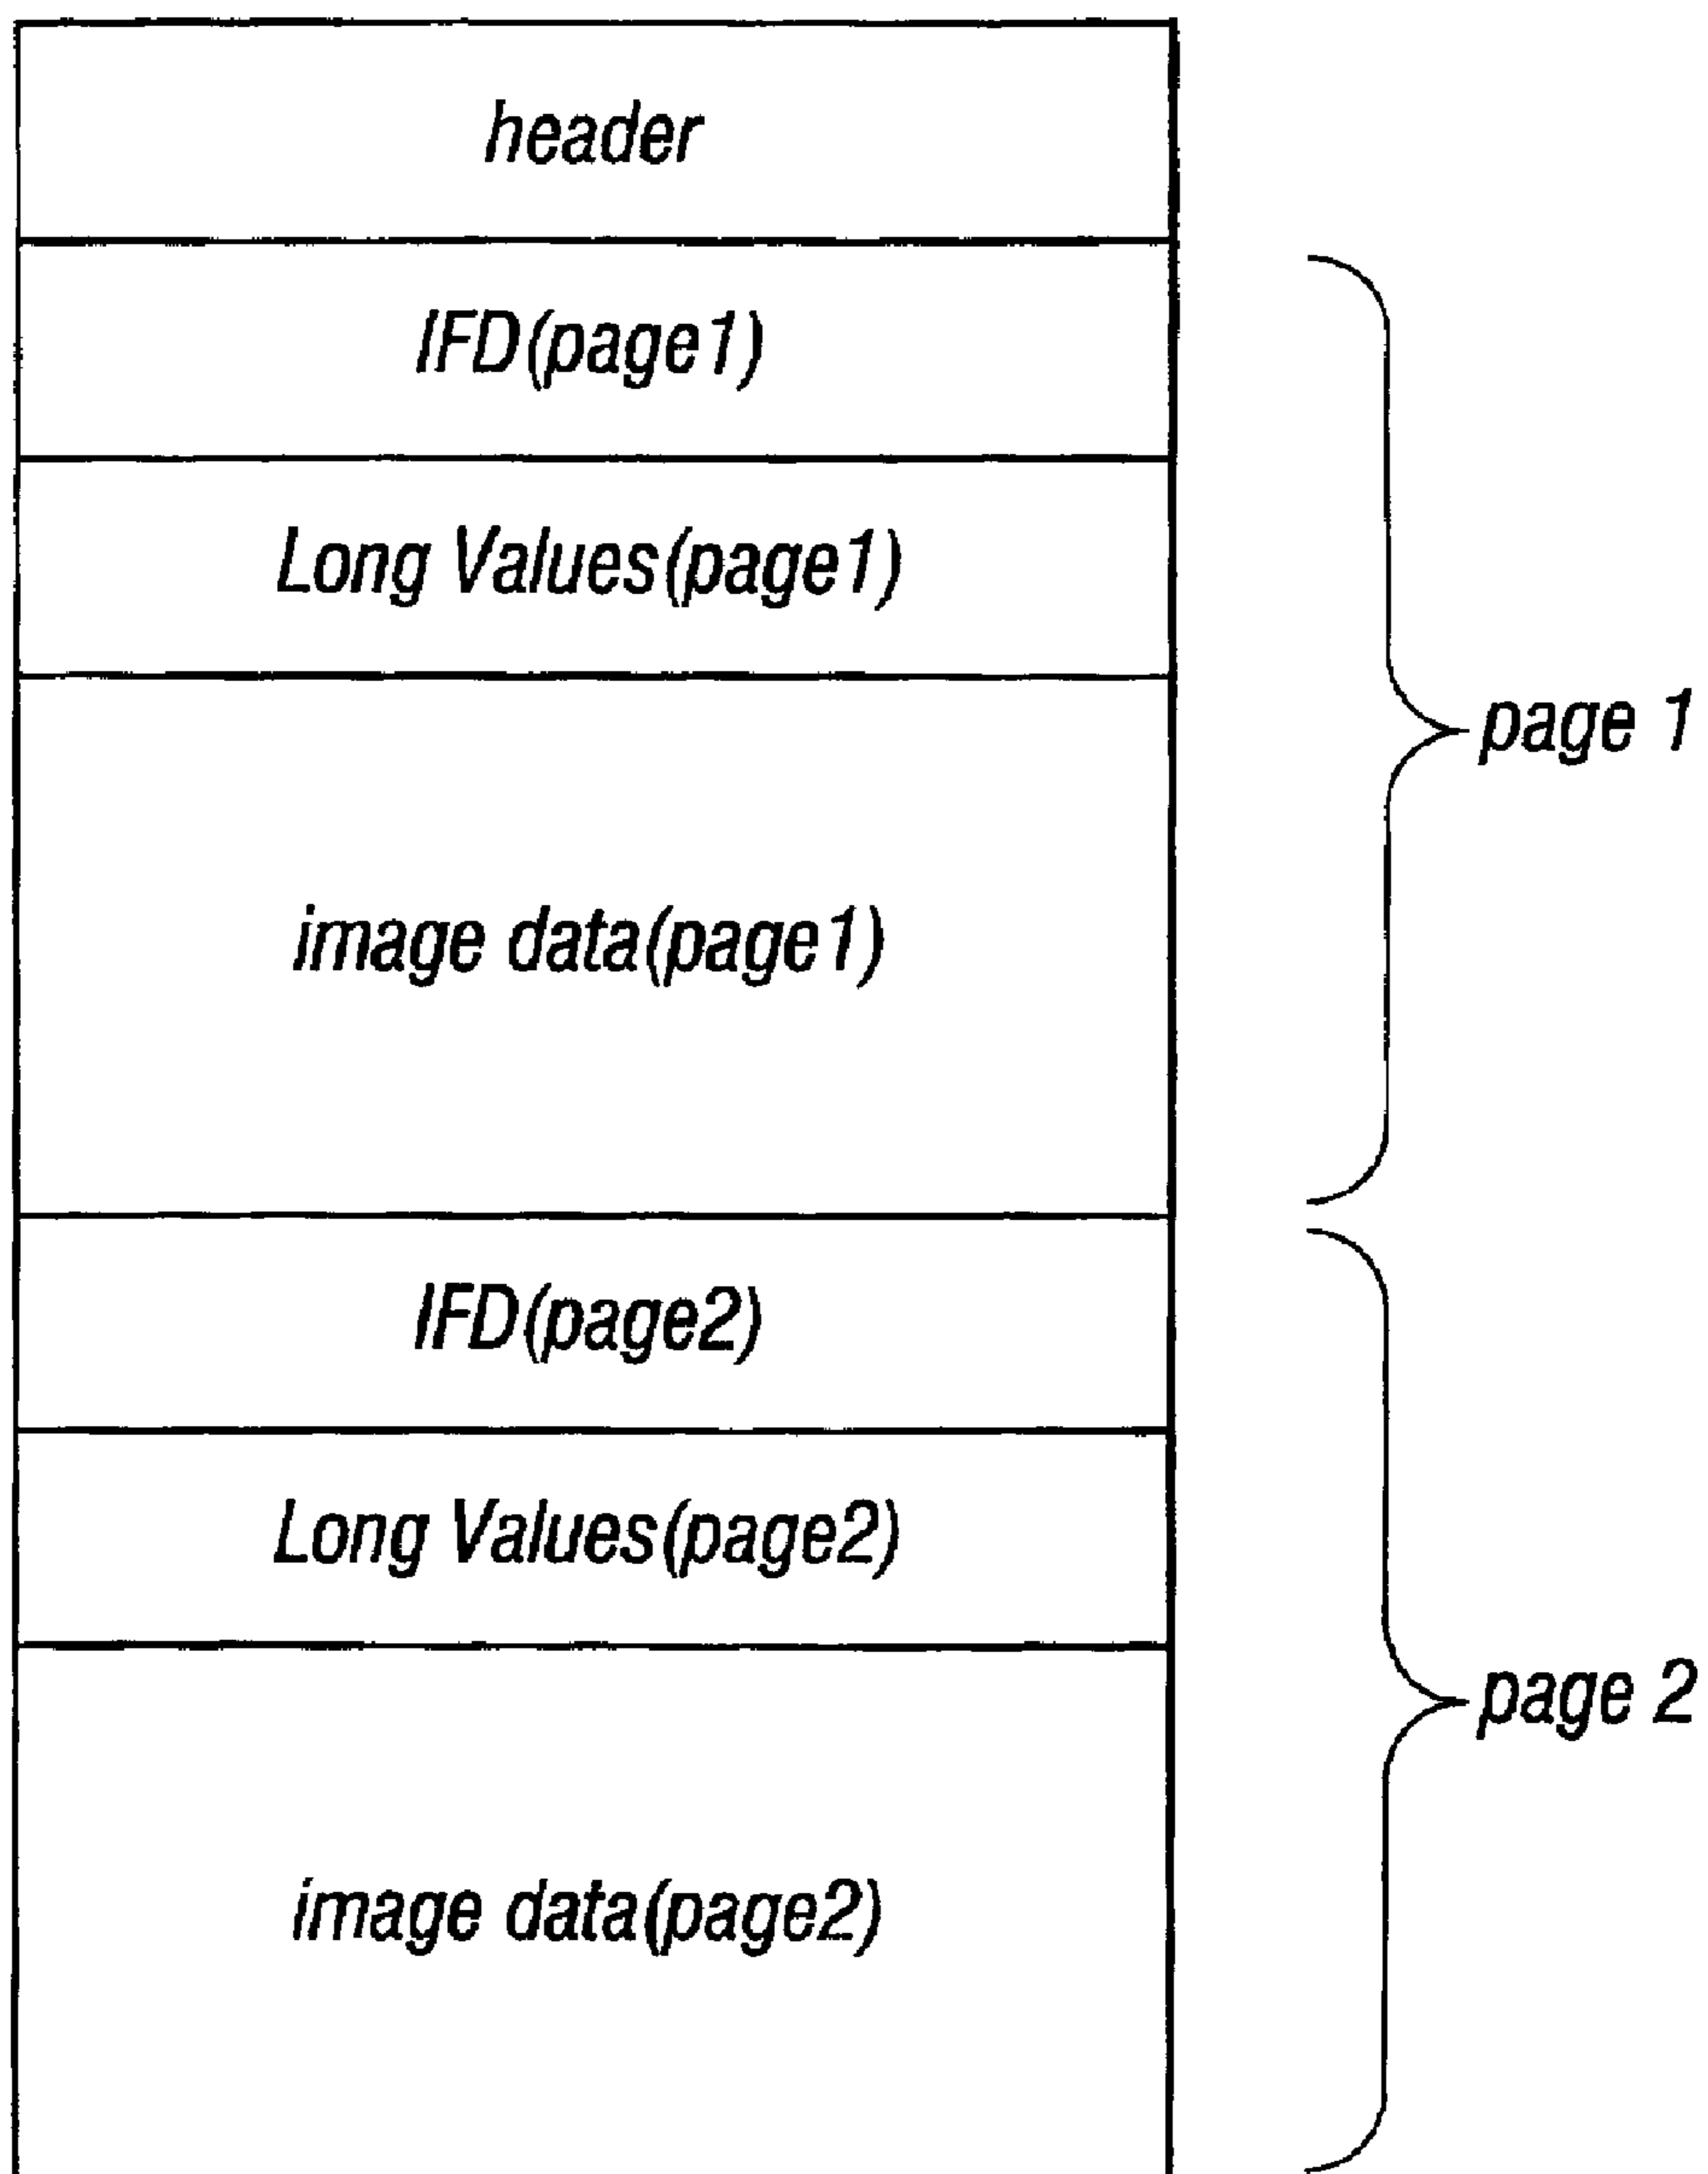 header
IFD(page1)
Long Values(page1)
page 1
image data(page1)
IFD(page2)
Long Values(page2)
page 2
image data(page2)